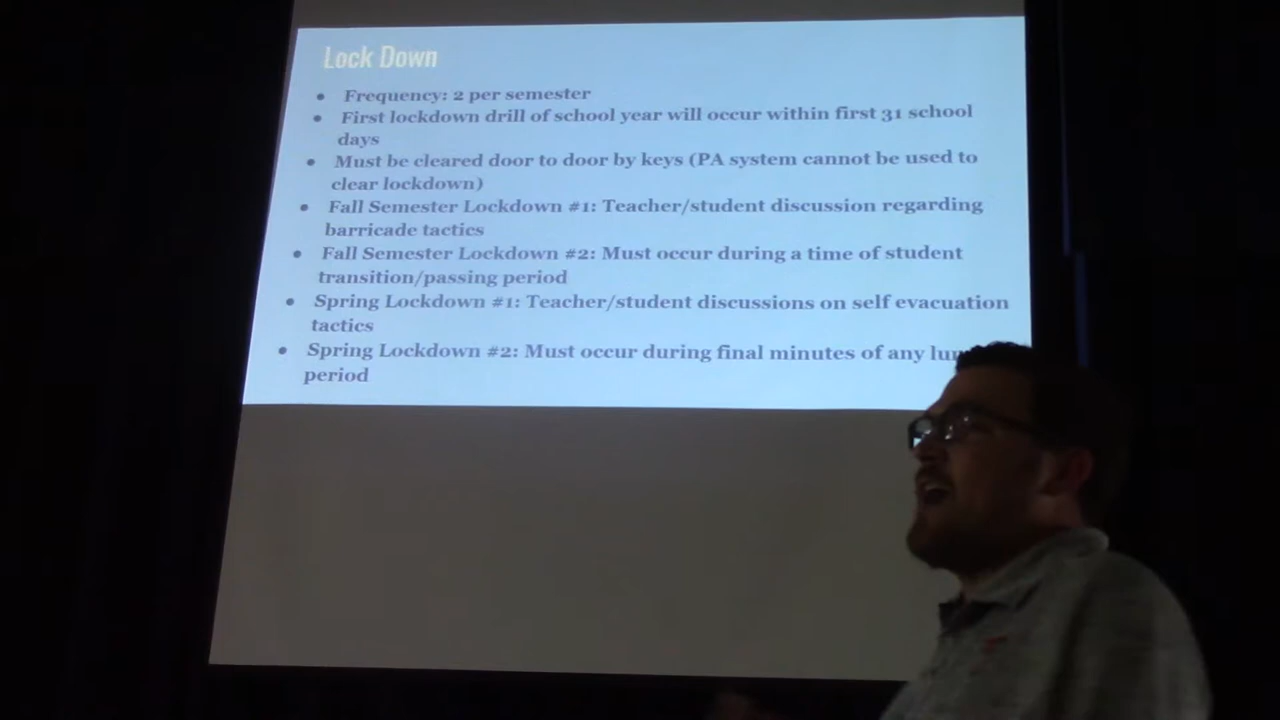 Lock Down
• Frequency: 2 per semester
• First lockdown drill of school year will occur within first 31 school
days
• Must be cleared door to door by keys (PA system cannot be used to
clear lockdown)
• Fall Semester Lockdown #1: Teacher/student discussion regarding
barricade tactics
• Fall Semester Lockdown #2: Must occur during a time of student
transition/passing period
• Spring Lockdown #1: Teacher/student discussions on self evacuation
tactics
• Spring Lockdown #2: Must occur during final minutes of any
period